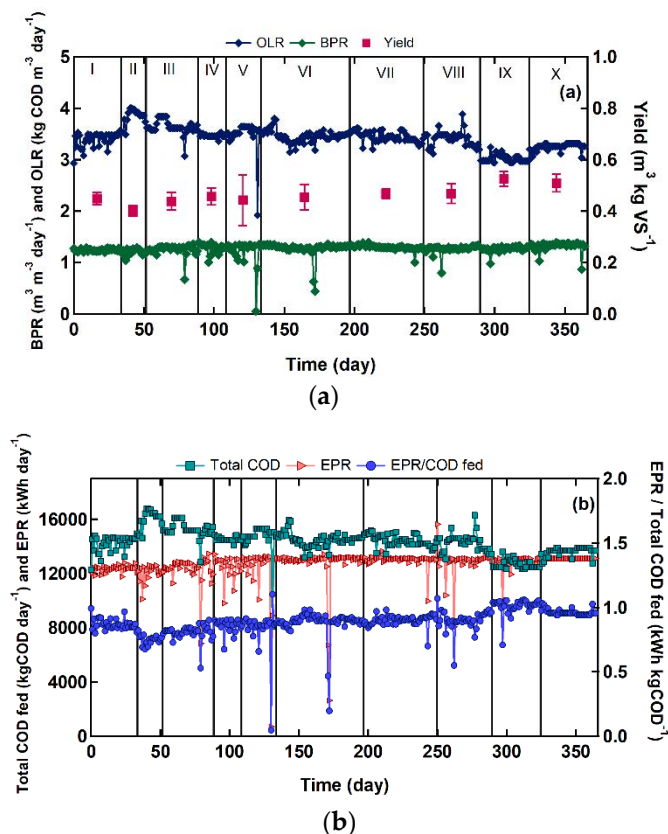 (a)
OLR BPR Yield
I II III IV V VI VII VIII IX X
(a)
5
4
3
2
1
0
1.0
0.8
0.6
0.4
0.2
0.0
BPR (m³ m⁻³ day⁻¹) and OLR (kg COD m⁻³ day⁻¹)
Yield (m³ kg VS⁻¹)
0 50 100 150 200 250 300 350
Time (day)
(a)
Total COD EPR EPR/COD fed
(b)
16000
12000
8000
4000
0
2.0
1.5
1.0
0.5
0.0
Total COD fed (kgCOD day⁻¹) and EPR (kWh day⁻¹)
EPR / Total COD fed (kWh kgCOD⁻¹)
0 50 100 150 200 250 300 350
Time (day)
(b)